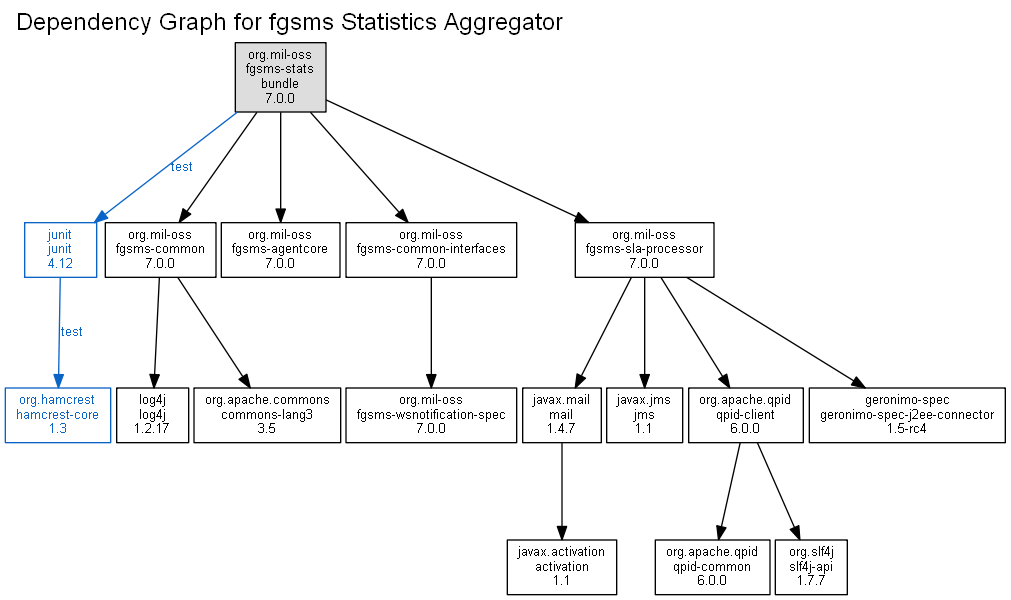 Dependency Graph for fgsms Statistics Aggregator
org.mil-oss
fgsms-stats
bundle
7.0.0
test
junit
junit
4.12
org.mil-oss
fgsms-common
7.0.0
org.mil-oss
fgsms-agentcore
7.0.0
org.mil-oss
fgsms-common-interfaces
7.0.0
org.mil-oss
fgsms-sla-processor
7.0.0
test
org.hamcrest
hamcrest-core
1.3
log4j
log4j
1.2.17
org.apache.commons
commons-lang3
3.5
org.mil-oss
fgsms-wsnotification-spec
7.0.0
javax.mail
mail
1.4.7
javax.jms
jms
1.1
org.apache.qpid
qpid-client
6.0.0
geronimo-spec
geronimo-spec-j2ee-connector
1.5-rc4
javax.activation
activation
1.1
org.apache.qpid
qpid-common
6.0.0
org.slf4j
slf4j-api
1.7.7